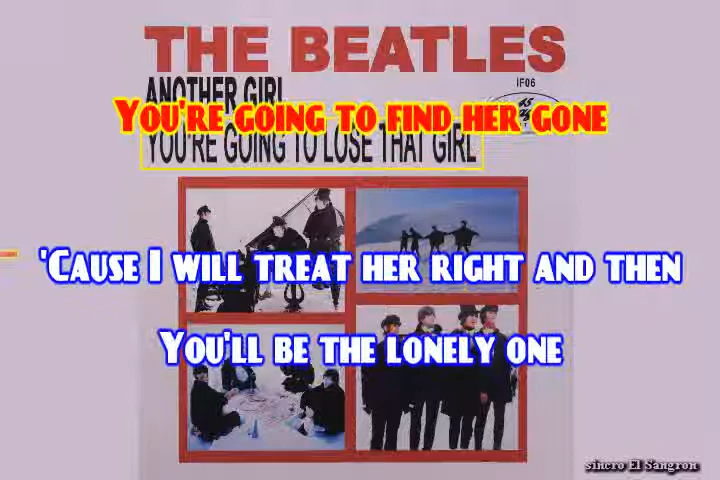 THE BEATLES
ANOTHER GIRL
IF06
YOU'RE GOING TO FIND HER GONE
YOU'RE GOING TO LOSE THAT GIRL
'CAUSE I WILL TREAT HER RIGHT AND THEN
YOU'LL BE THE LONELY ONE
sincro El Sangron